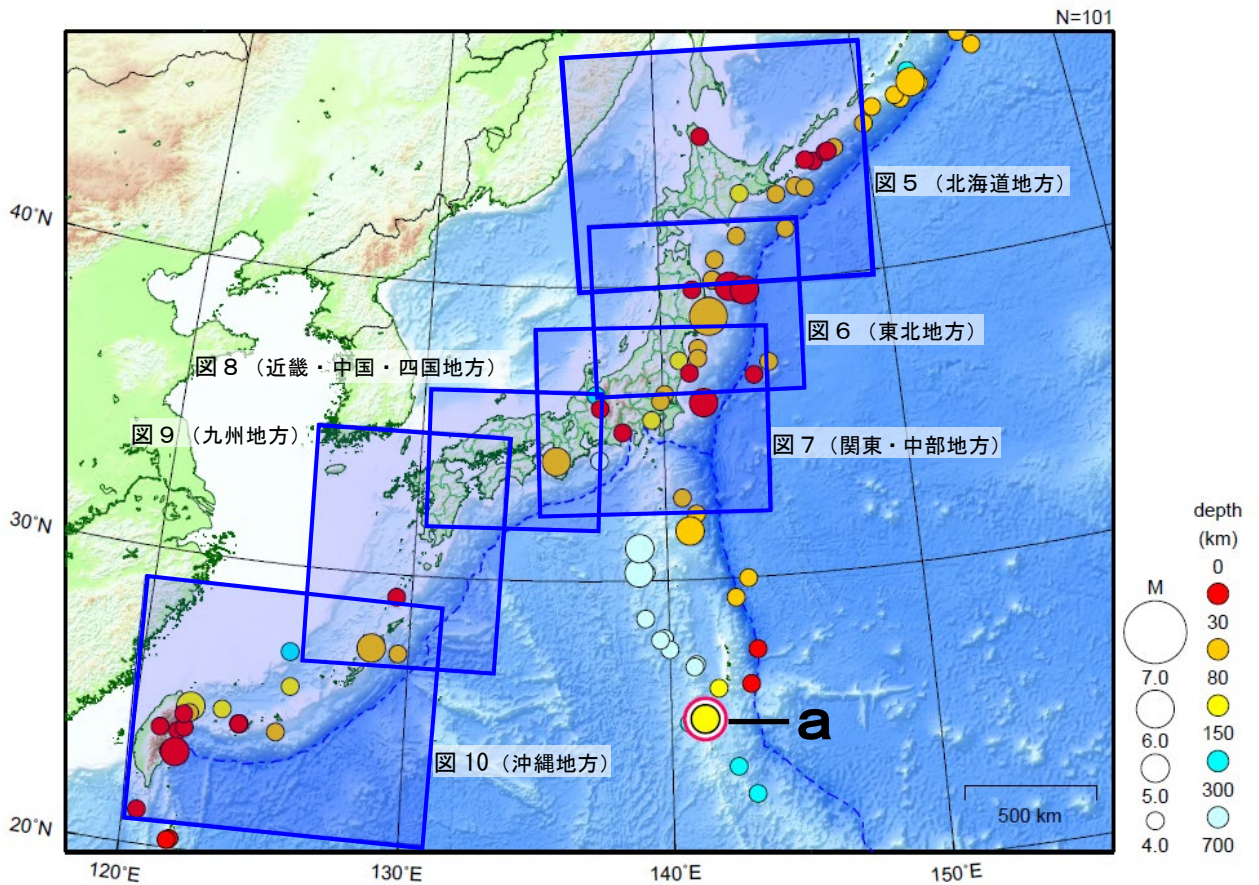 N=101
40°N
30°N
20°N
120°E
130°E
140°E
150°E
図5（北海道地方）
図6（東北地方）
図8（近畿・中国・四国地方）
図9（九州地方）
図7（関東・中部地方）
図10（沖縄地方）
a
500 km
M
7.0
6.0
5.0
4.0
depth
(km)
0
30
80
150
300
700